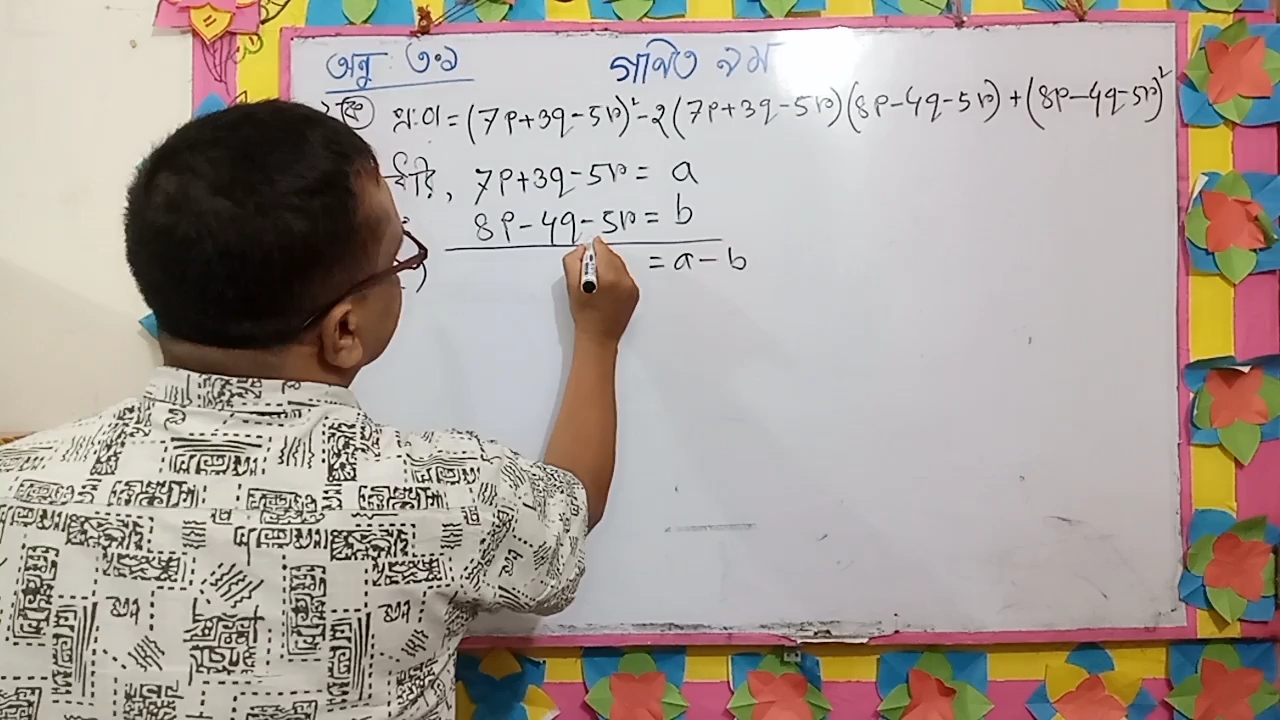 অনু : ৩.১ গণিত ৯ম
ক প্র: রা = (7p+3q-5r)²-2(7p+3q-5r)(8p-4q-5r)+(8p-4q-5r)²
ধরি, 7p+3q-5r = a
8p-4q-5r = b
= a-b